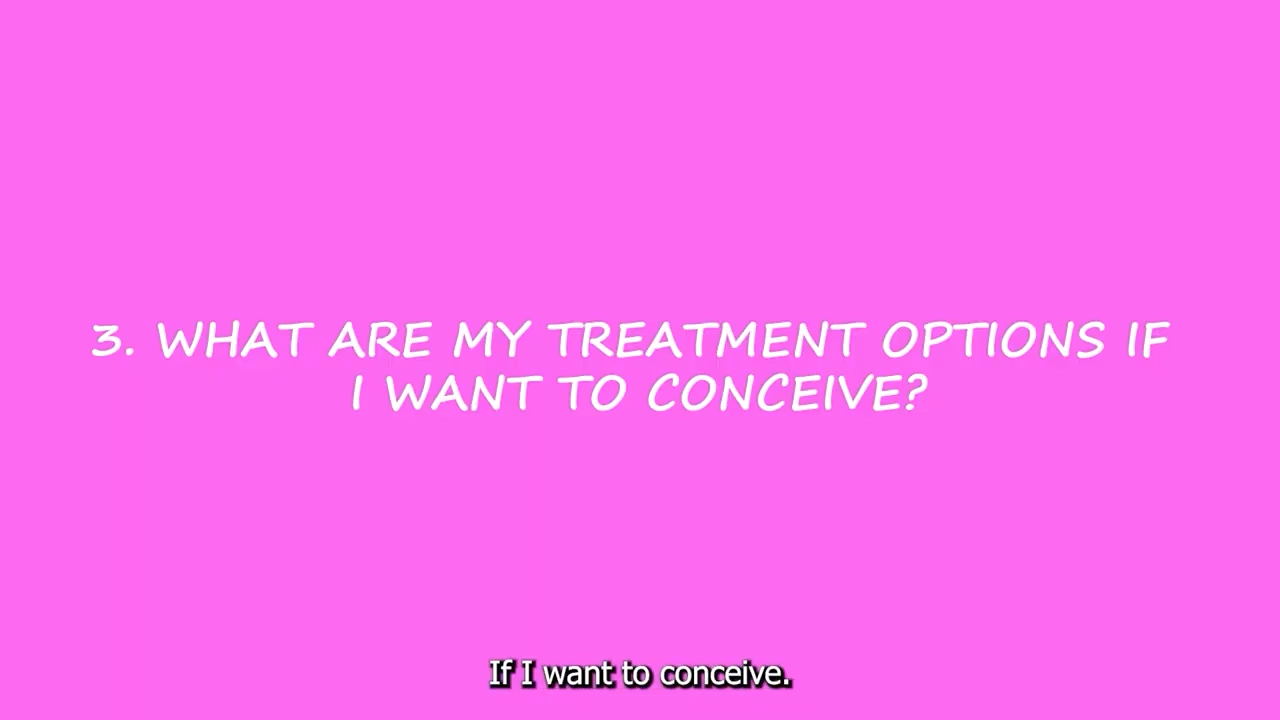 3. WHAT ARE MY TREATMENT OPTIONS IF
I WANT TO CONCEIVE?
If I want to conceive.